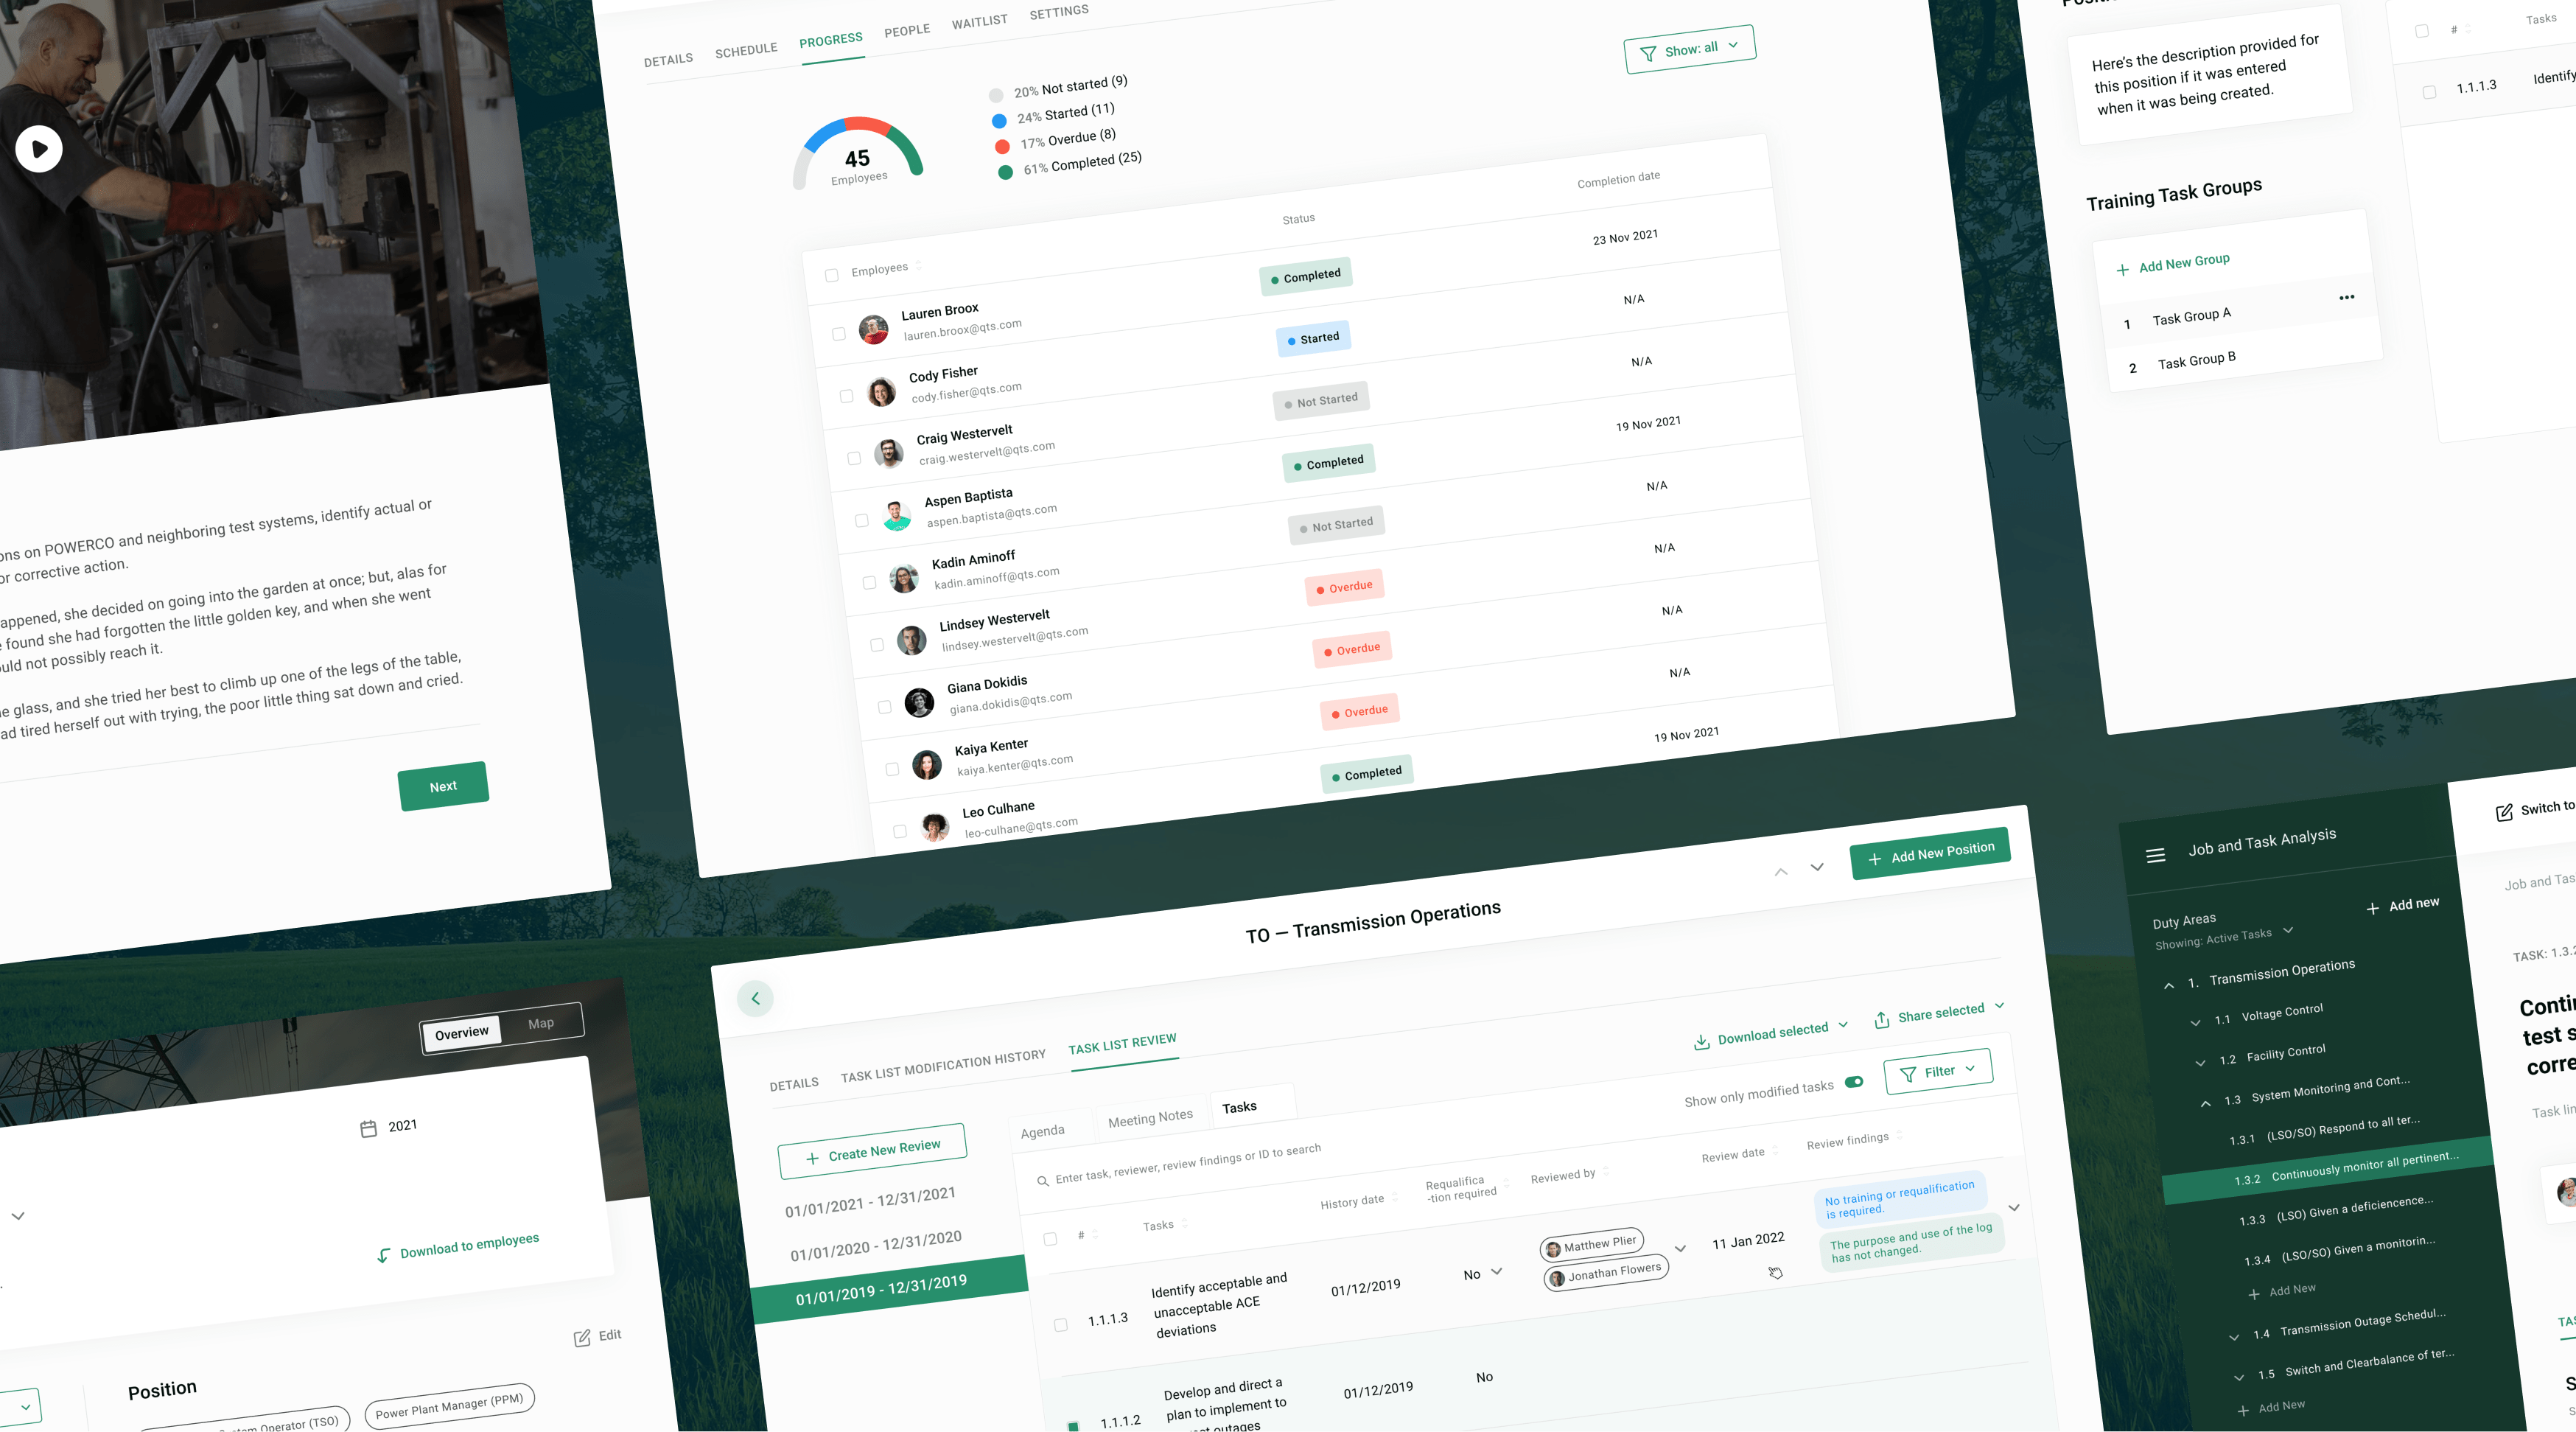 ons on POWERCO and neighboring test systems, identify actual or
or corrective action.
appened, she decided on going into the garden at once; but, alas for
found she had forgotten the little golden key, and when she went
uld not possibly reach it.
e glass, and she tried her best to climb up one of the legs of the table,
ad tired herself out with trying, the poor little thing sat down and cried.
Next
DETAILS SCHEDULE PROGRESS PEOPLE WAITLIST SETTINGS
Show: all
45
Employees
20% Not started (9)
24% Started (11)
17% Overdue (8)
61% Completed (25)
Employees Status Completion date
Lauren Broox Completed 23 Nov 2021
lauren.broox@qts.com
Cody Fisher Started N/A
cody.fisher@qts.com
Craig Westervelt Not Started N/A
craig.westervelt@qts.com
Aspen Baptista Completed 19 Nov 2021
aspen.baptista@qts.com
Kadin Aminoff Not Started N/A
kadin.aminoff@qts.com
Lindsey Westervelt Overdue N/A
lindsey.westervelt@qts.com
Giana Dokidis Overdue N/A
giana.dokidis@qts.com
Kaiya Kenter Overdue N/A
kaiya.kenter@qts.com
Leo Culhane Completed 19 Nov 2021
leo-culhane@qts.com
Here's the description provided for
this position if it was entered
when it was being created.
Training Task Groups
Add New Group
1 Task Group A
2 Task Group B
# Tasks
1.1.1.3 Identify
Overview Map
2021
Download to employees
Edit
Position
Operator (TSO) Power Plant Manager (PPM)
TO — Transmission Operations
Add New Position
DETAILS TASK LIST MODIFICATION HISTORY TASK LIST REVIEW
Download selected Share selected
Create New Review
01/01/2021 - 12/31/2021
01/01/2020 - 12/31/2020
01/01/2019 - 12/31/2019
Agenda Meeting Notes Tasks
Show only modified tasks Filter
Enter task, reviewer, review findings or ID to search
# Tasks History date Requalifica
-tion required Reviewed by Review date Review findings
1.1.1.3 Identify acceptable and
unacceptable ACE
deviations
01/12/2019 No
Matthew Plier
Jonathan Flowers
11 Jan 2022
No training or requalification
is required.
The purpose and use of the log
has not changed.
1.1.1.2 Develop and direct a
plan to implement to
outages
01/12/2019 No
Job and Task Analysis
Duty Areas
Add new
Showing: Active Tasks
1. Transmission Operations
1.1 Voltage Control
1.2 Facility Control
1.3 System Monitoring and Cont...
1.3.1 (LSO/SO) Respond to all ter...
1.3.2 Continuously monitor all pertinent...
1.3.3 (LSO) Given a deficiencence...
1.3.4 (LSO/SO) Given a monitorin...
Add New
1.4 Transmission Outage Schedul...
1.5 Switch and Clearbalance of ter...
Add New
Switch to
Job and Tas
TASK: 1.3.2
Contin
test s
corre
Task lin